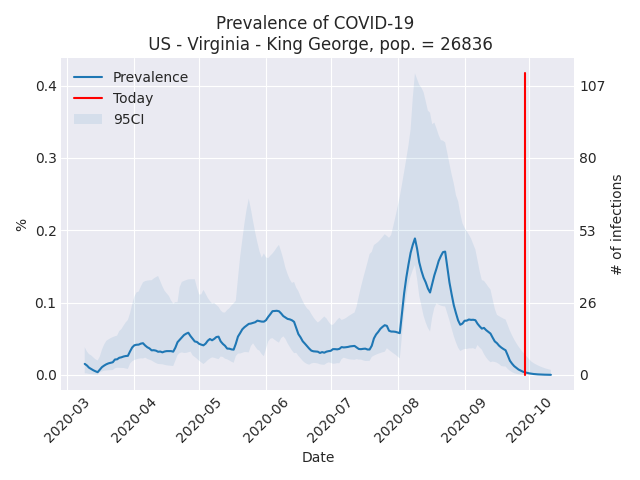 Prevalence of COVID-19
US - Virginia - King George, pop. = 26836
Prevalence
Today
95CI
0.4
0.3
0.2
0.1
0.0
%
107
80
53
26
0
# of infections
2020-03
2020-04
2020-05
2020-06
2020-07
2020-08
2020-09
2020-10
Date